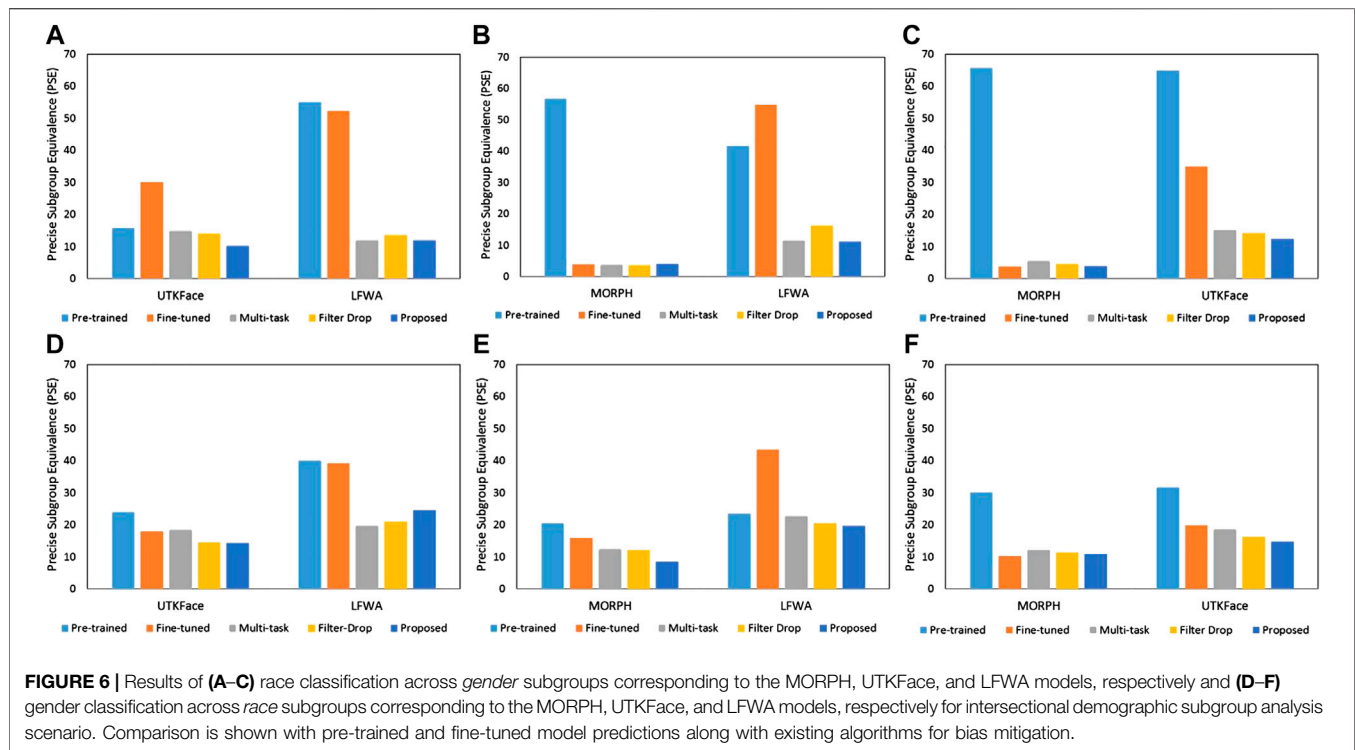 A
B
C
Precise Subgroup Equivalence (PSE)
70
60
50
40
30
20
10
0
UTKFace
LFWA
Pre-trained Fine-tuned Multi-task Filter Drop Proposed
Precise Subgroup Equivalence (PSE)
70
60
50
40
30
20
10
0
MORPH
LFWA
Pre-trained Fine-tuned Multi-task Filter Drop Proposed
Precise Subgroup Equivalence (PSE)
70
60
50
40
30
20
10
0
MORPH
UTKFace
Pre-trained Fine-tuned Multi-task Filter Drop Proposed
D
E
F
Precise Subgroup Equivalence (PSE)
70
60
50
40
30
20
10
0
UTKFace
LFWA
Pre-trained Fine-tuned Multi-task Filter-Drop Proposed
Precise Subgroup Equivalence (PSE)
70
60
50
40
30
20
10
0
MORPH
LFWA
Pre-trained Fine-tuned Multi-task Filter Drop Proposed
Precise Subgroup Equivalence (PSE)
70
60
50
40
30
20
10
0
MORPH
UTKFace
Pre-trained Fine-tuned Multi-task Filter Drop Proposed
FIGURE 6 | Results of (A–C) race classification across gender subgroups corresponding to the MORPH, UTKFace, and LFWA models, respectively and (D–F)
gender classification across race subgroups corresponding to the MORPH, UTKFace, and LFWA models, respectively for intersectional demographic subgroup analysis
scenario. Comparison is shown with pre-trained and fine-tuned model predictions along with existing algorithms for bias mitigation.